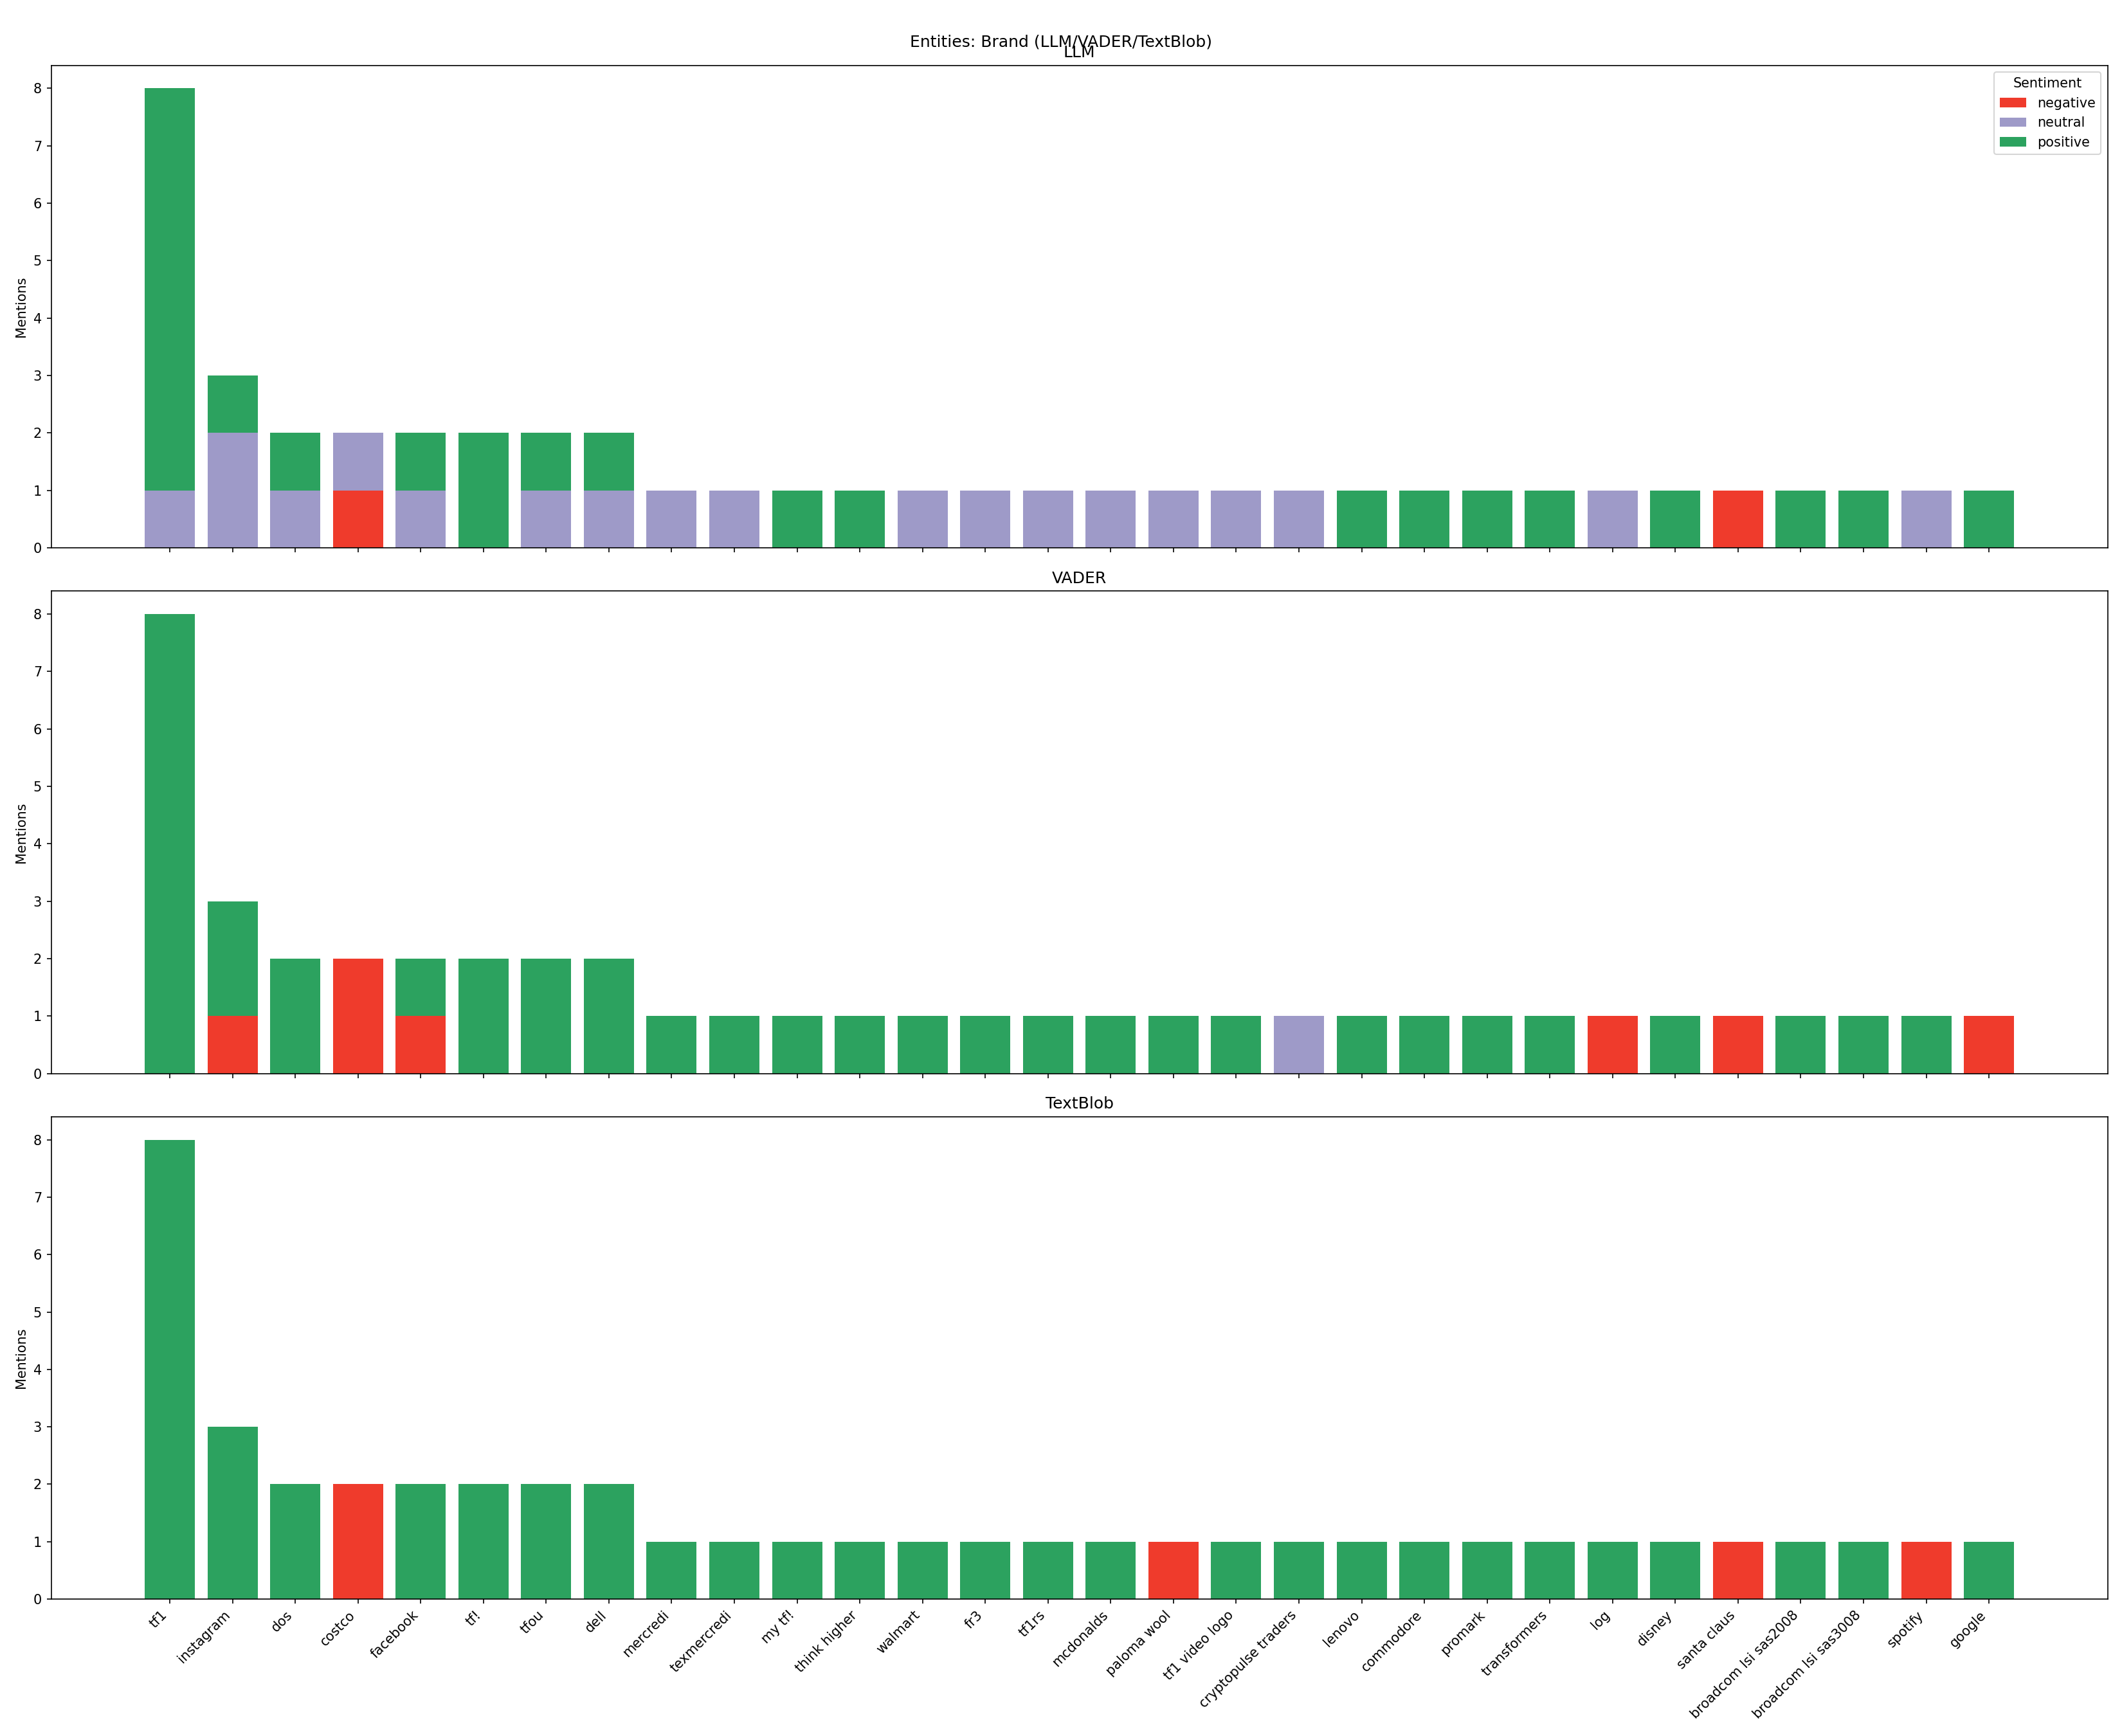 Entities: Brand (LLM/VADER/TextBlob)
LLM
Sentiment
negative
neutral
positive
Mentions
8
7
6
5
4
3
2
1
0
VADER
Mentions
8
7
6
5
4
3
2
1
0
TextBlob
Mentions
8
7
6
5
4
3
2
1
0
tf1
instagram
dos
costco
facebook
tf!
tfou
dell
mercredi
texmercredi
my tf!
think higher
walmart
fr3
tf1rs
mcdonalds
paloma wool
tf1 video logo
cryptopulse traders
lenovo
commodore
promark
transformers
log
disney
santa claus
broadcom lsi sas2008
broadcom lsi sas3008
spotify
google